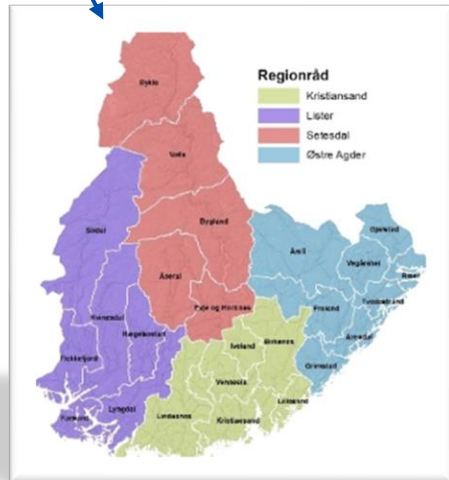 Regionråd
Kristiansand
Lister
Setesdal
Østre Agder
Bykle
Valle
Bygland
Sirdal
Åmli
Gjerstad
Vegårshei
Risør
Åseral
Evje og Hornnes
Tvedestrand
Froland
Kvinesdal
Hægebostad
Arendal
Birkenes
Iveland
Flekkefjord
Grimstad
Vennesla
Lillesand
Lyngdal
Farsund
Lindesnes
Kristiansand